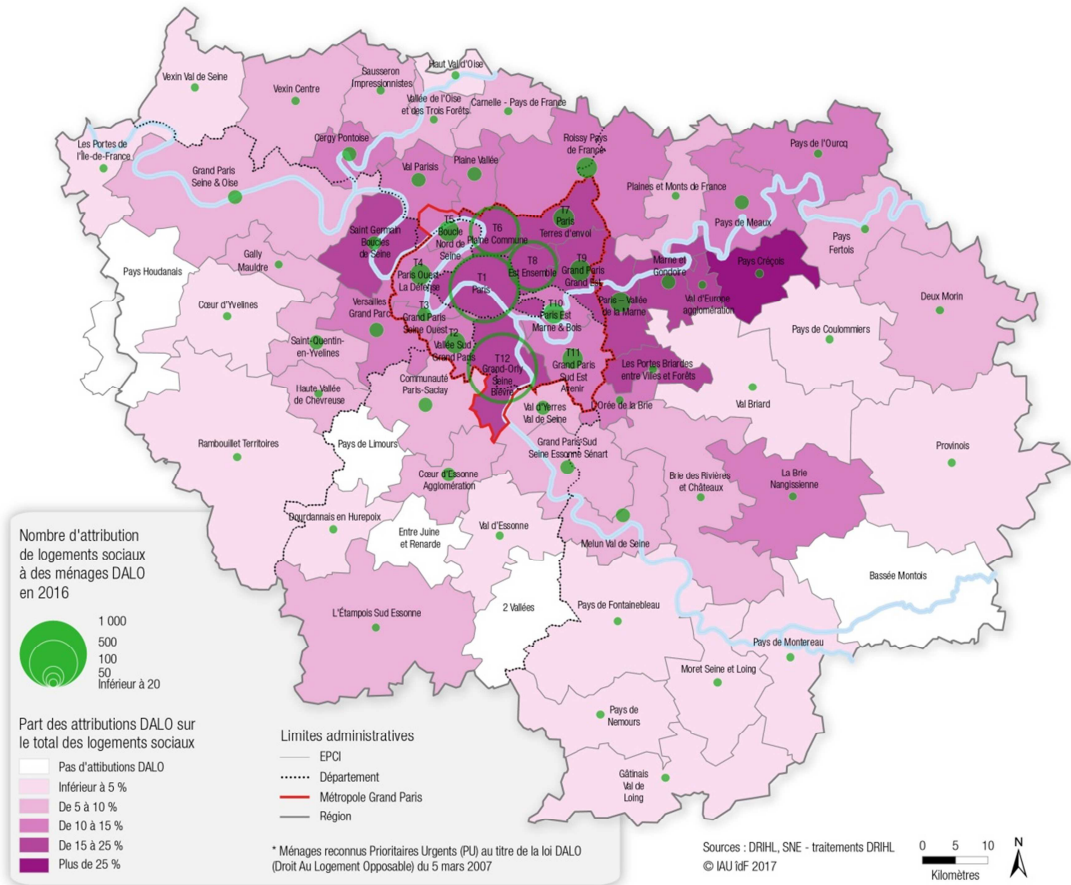 Vexin Val de Seine
Vexin Centre
Sausseron
Impressionnistes
Haut Val d'Oise
Vallée de l'Oise
et des Trois Forêts
Carnelle - Pays de France
Les Portes de
l'Île-de-France
Grand Paris
Seine & Oise
Cergy Pontoise
Val Parisis
Plaine Vallée
Roissy Pays
de France
Plaines et Monts de France
Pays de l'Ourcq
Pays de Meaux
Pays
Fertois
Saint Germain
Boucles
de Seine
T5
Boucle
Nord de
Seine
T6
Plaine Commune
T7
Paris
Terres d'envol
T4
Paris Ouest
La Défense
T1
Paris
T8
Est Ensemble
T9
Grand Paris
Grand Est
Marne et
Gondoire
Val d'Europe
agglomération
Pays Créçois
Pays Houdanais
Gally
Mauldre
Cœur d'Yvelines
Versailles
Grand Parc
T3
Grand Paris
Seine Ouest
T2
Vallée Sud
Grand Paris
T10
Paris Est
Marne & Bois
Paris – Vallée
de la Marne
Deux Morin
Pays de Coulommiers
Saint-Quentin-
en-Yvelines
T12
Grand-Orly
Seine
Bièvre
T11
Grand Paris
Sud Est
Avenir
Les Portes Briardes
entre Villes et Forêts
Haute Vallée
de Chevreuse
Communauté
Paris-Saclay
Val d'Yerres
Val de Seine
L'Orée de la Brie
Val Briard
Rambouillet Territoires
Pays de Limours
Grand Paris-Sud
Seine Essonne Sénart
Provinois
Cœur d'Essonne
Agglomération
Brie des Rivières
et Châteaux
La Brie
Nangissienne
Dourdannais en Hurepoix
Entre Juine
et Renarde
Val d'Essonne
Melun Val de Seine
Bassée Montois
L'Étampois Sud Essonne
2 Vallées
Pays de Fontainebleau
Pays de Montereau
Moret Seine et Loing
Pays de
Nemours
Gâtinais
Val de
Loing
Nombre d'attribution
de logements sociaux
à des ménages DALO
en 2016
1 000
500
100
50
Inférieur à 20
Part des attributions DALO sur
le total des logements sociaux
Pas d'attibutions DALO
Inférieur à 5 %
De 5 à 10 %
De 10 à 15 %
De 15 à 25 %
Plus de 25 %
Limites administratives
EPCI
Département
Métropole Grand Paris
Région
* Ménages reconnus Prioritaires Urgents (PU) au titre de la loi DALO
(Droit Au Logement Opposable) du 5 mars 2007
Sources : DRIHL, SNE - traitements DRIHL
© IAU îdF 2017
0 5 10
Kilomètres
N